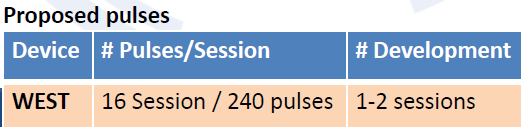 Proposed pulses
Device # Pulses/Session # Development
WEST 16 Session / 240 pulses 1-2 sessions